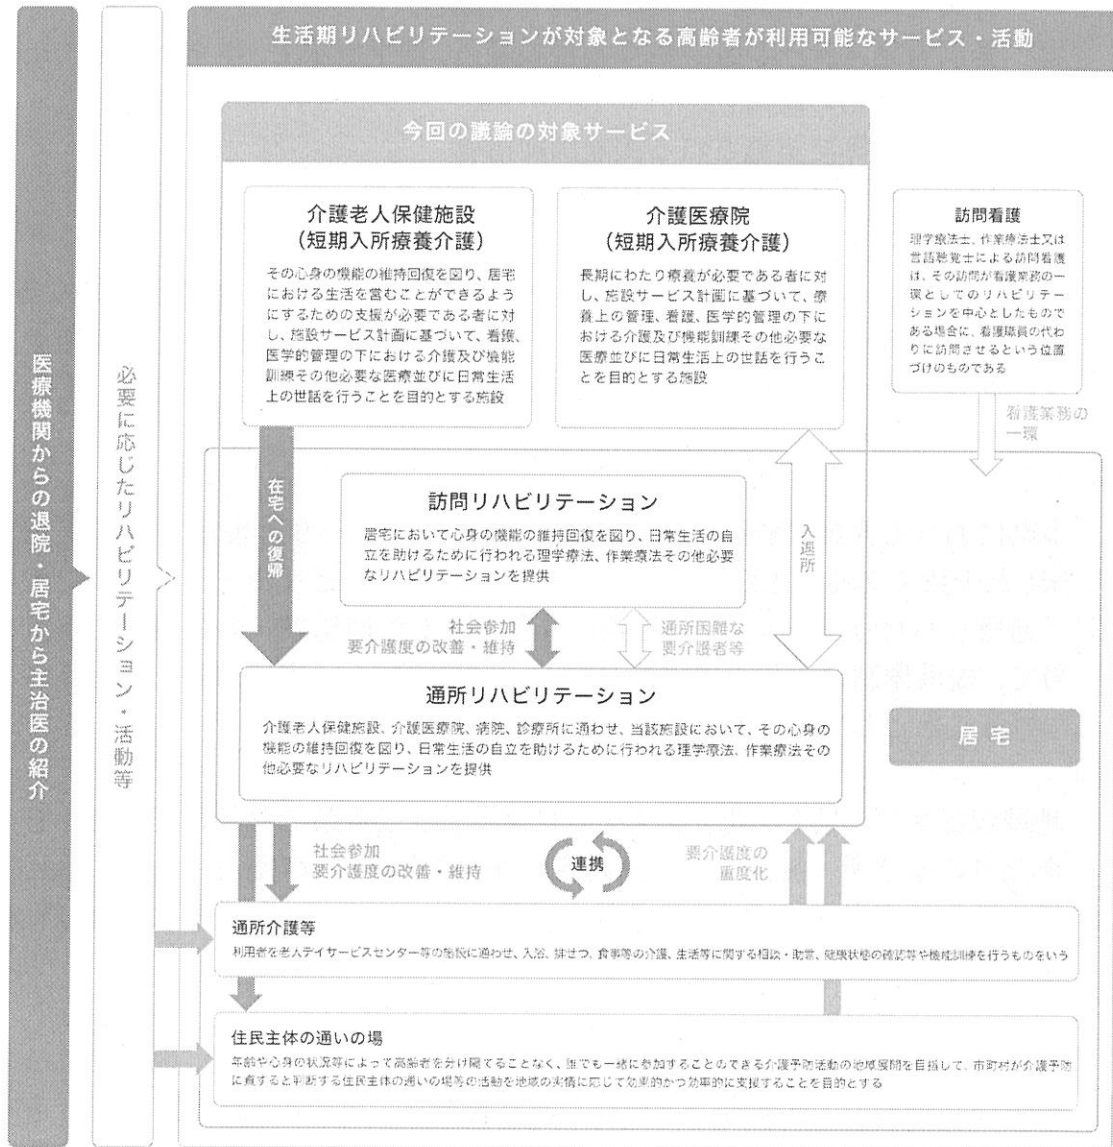 生活期リハビリテーションが対象となる高齢者が利用可能なサービス・活動
今回の議論の対象サービス
医療機関からの退院・居宅から主治医の紹介
必要に応じたリハビリテーション・活動等
介護老人保健施設
（短期入所療養介護）
その心身の機能の維持回復を図り、居宅
における生活を営むことができるよう
にするための支援が必要である者に対
し、施設サービス計画に基づいて、看護、
医学的管理の下における介護及び機能
訓練その他必要な医療並びに日常生活
上の世話を行うことを目的とする施設
介護医療院
（短期入所療養介護）
長期にわたり療養が必要である者に対
し、施設サービス計画に基づいて、療
養上の管理、看護、医学的管理の下に
おける介護及び機能訓練その他必要な
医療並びに日常生活上の世話を行うこ
とを目的とする施設
訪問看護
理学療法士、作業療法士又は
言語聴覚士による訪問看護
は、その訪問が看護業務の一
環としてのリハビリテー
ションを中心としたもので
ある場合に、看護職員の代わ
りに訪問させるという位置
づけのものである
看護業務の
一環
在宅への復帰
訪問リハビリテーション
居宅において心身の機能の維持回復を図り、日常生活の自
立を助けるために行われる理学療法、作業療法その他必要
なリハビリテーションを提供
入退所
社会参加
要介護度の改善・維持
通所困難な
要介護者等
通所リハビリテーション
介護老人保健施設、介護医療院、病院、診療所に通わせ、当該施設において、その心身の
機能の維持回復を図り、日常生活の自立を助けるために行われる理学療法、作業療法その
他必要なリハビリテーションを提供
居宅
社会参加
要介護度の改善・維持
連携
要介護度の
重度化
通所介護等
利用者を老人デイサービスセンター等の施設に通わせ、入浴、排せつ、食事等の介護、生活等に関する相談・助言、健康状態の確認等や機能訓練を行うものをいう
住民主体の通いの場
年齢や心身の状況等によって高齢者を分け隔てることなく、誰でも一緒に参加することのできる介護予防活動の地域展開を目指して、市町村が介護予防
に資すると判断する住民主体の通いの場等の活動を地域の実情に応じて効果的かつ効率的に支援することを目的とする